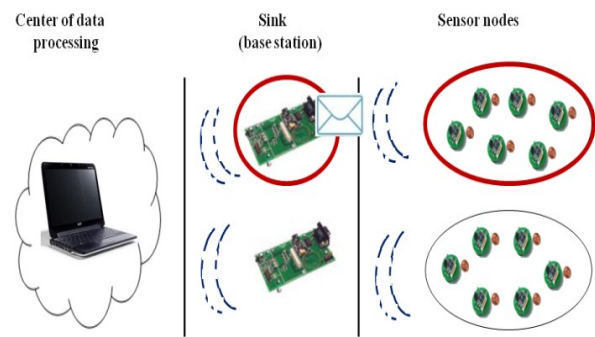 Center of data
processing
Sink
(base station)
Sensor nodes